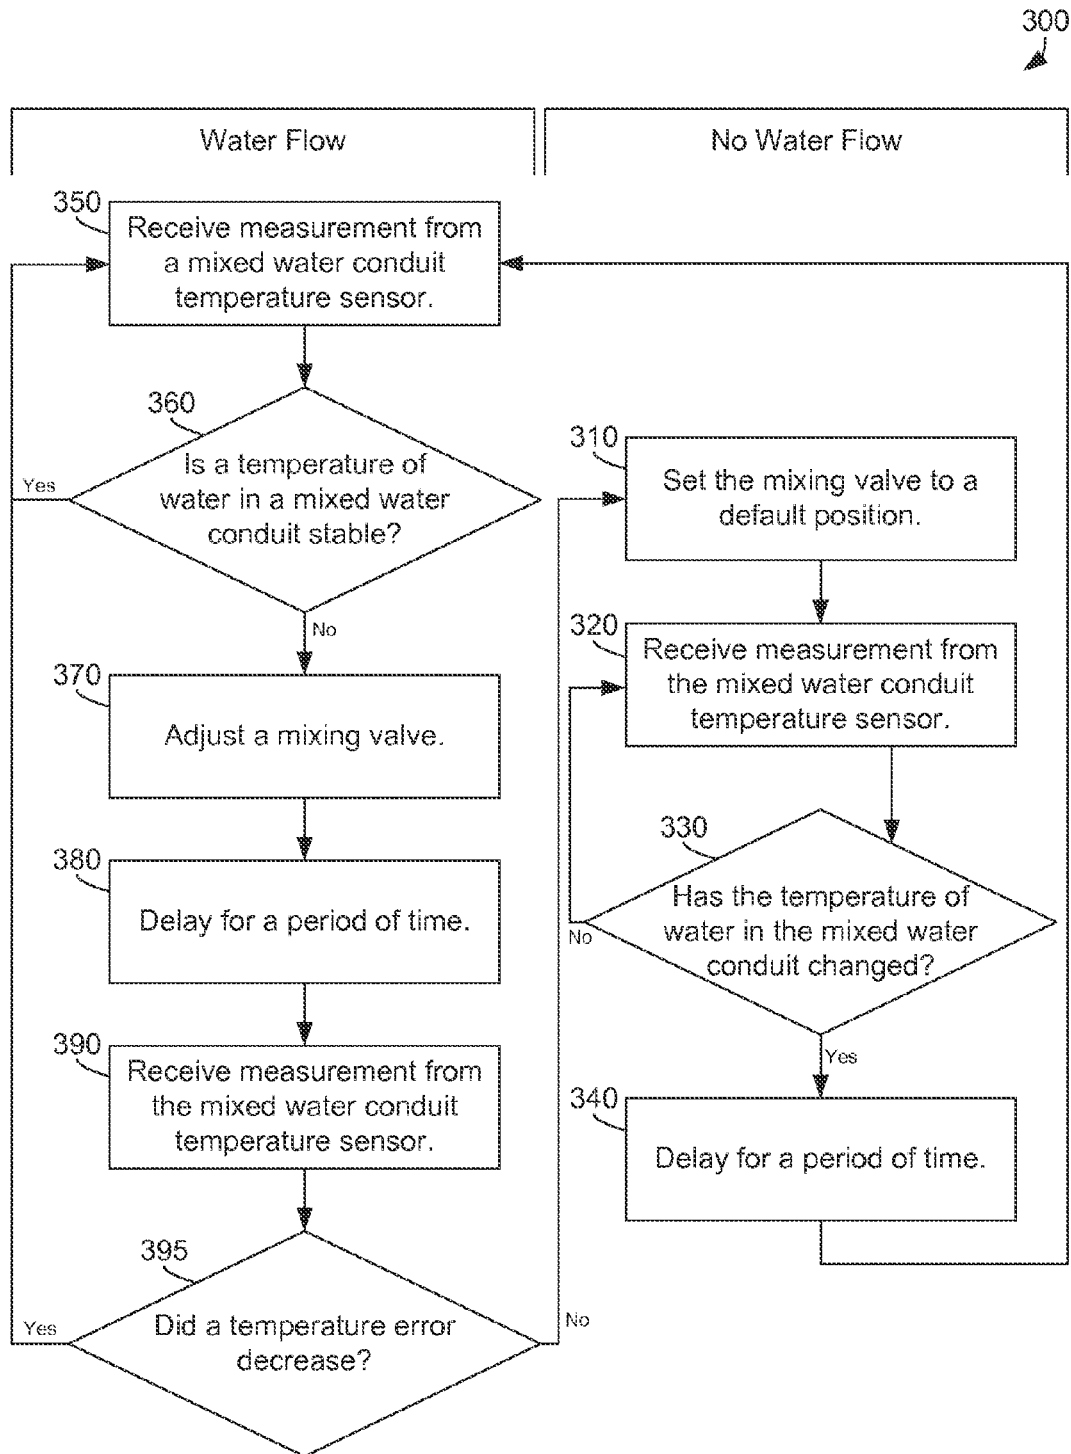 300
Water Flow
No Water Flow
350
Receive measurement from
a mixed water conduit
temperature sensor.
360
Is a temperature of
water in a mixed water
conduit stable?
Yes
No
370
Adjust a mixing valve.
380
Delay for a period of time.
390
Receive measurement from
the mixed water conduit
temperature sensor.
395
Did a temperature error
decrease?
Yes
No
310
Set the mixing valve to a
default position.
320
Receive measurement from
the mixed water conduit
temperature sensor.
330
Has the temperature of
water in the mixed water
conduit changed?
No
Yes
340
Delay for a period of time.